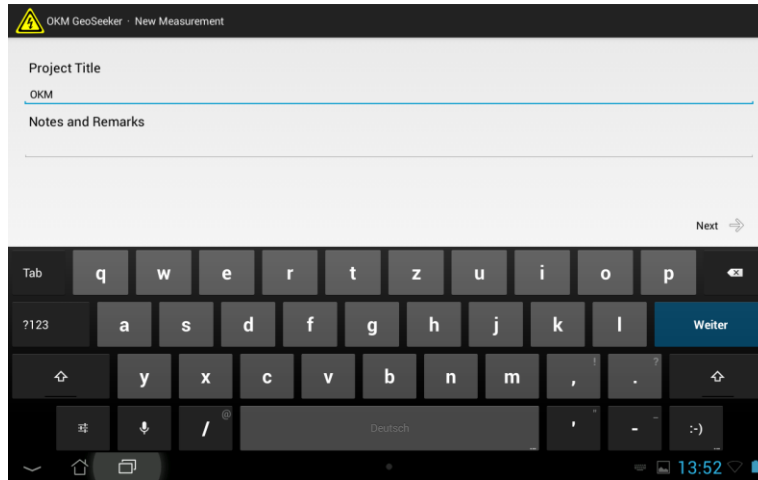 OKM GeoSeeker · New Measurement
Project Title
OKM
Notes and Remarks
Next
Tab q w e r t z u i o p
?123 a s d f g h j k l Weiter
y x c v b n m , ! . ?
/ @ Deutsch ' " - _ :-)
13:52